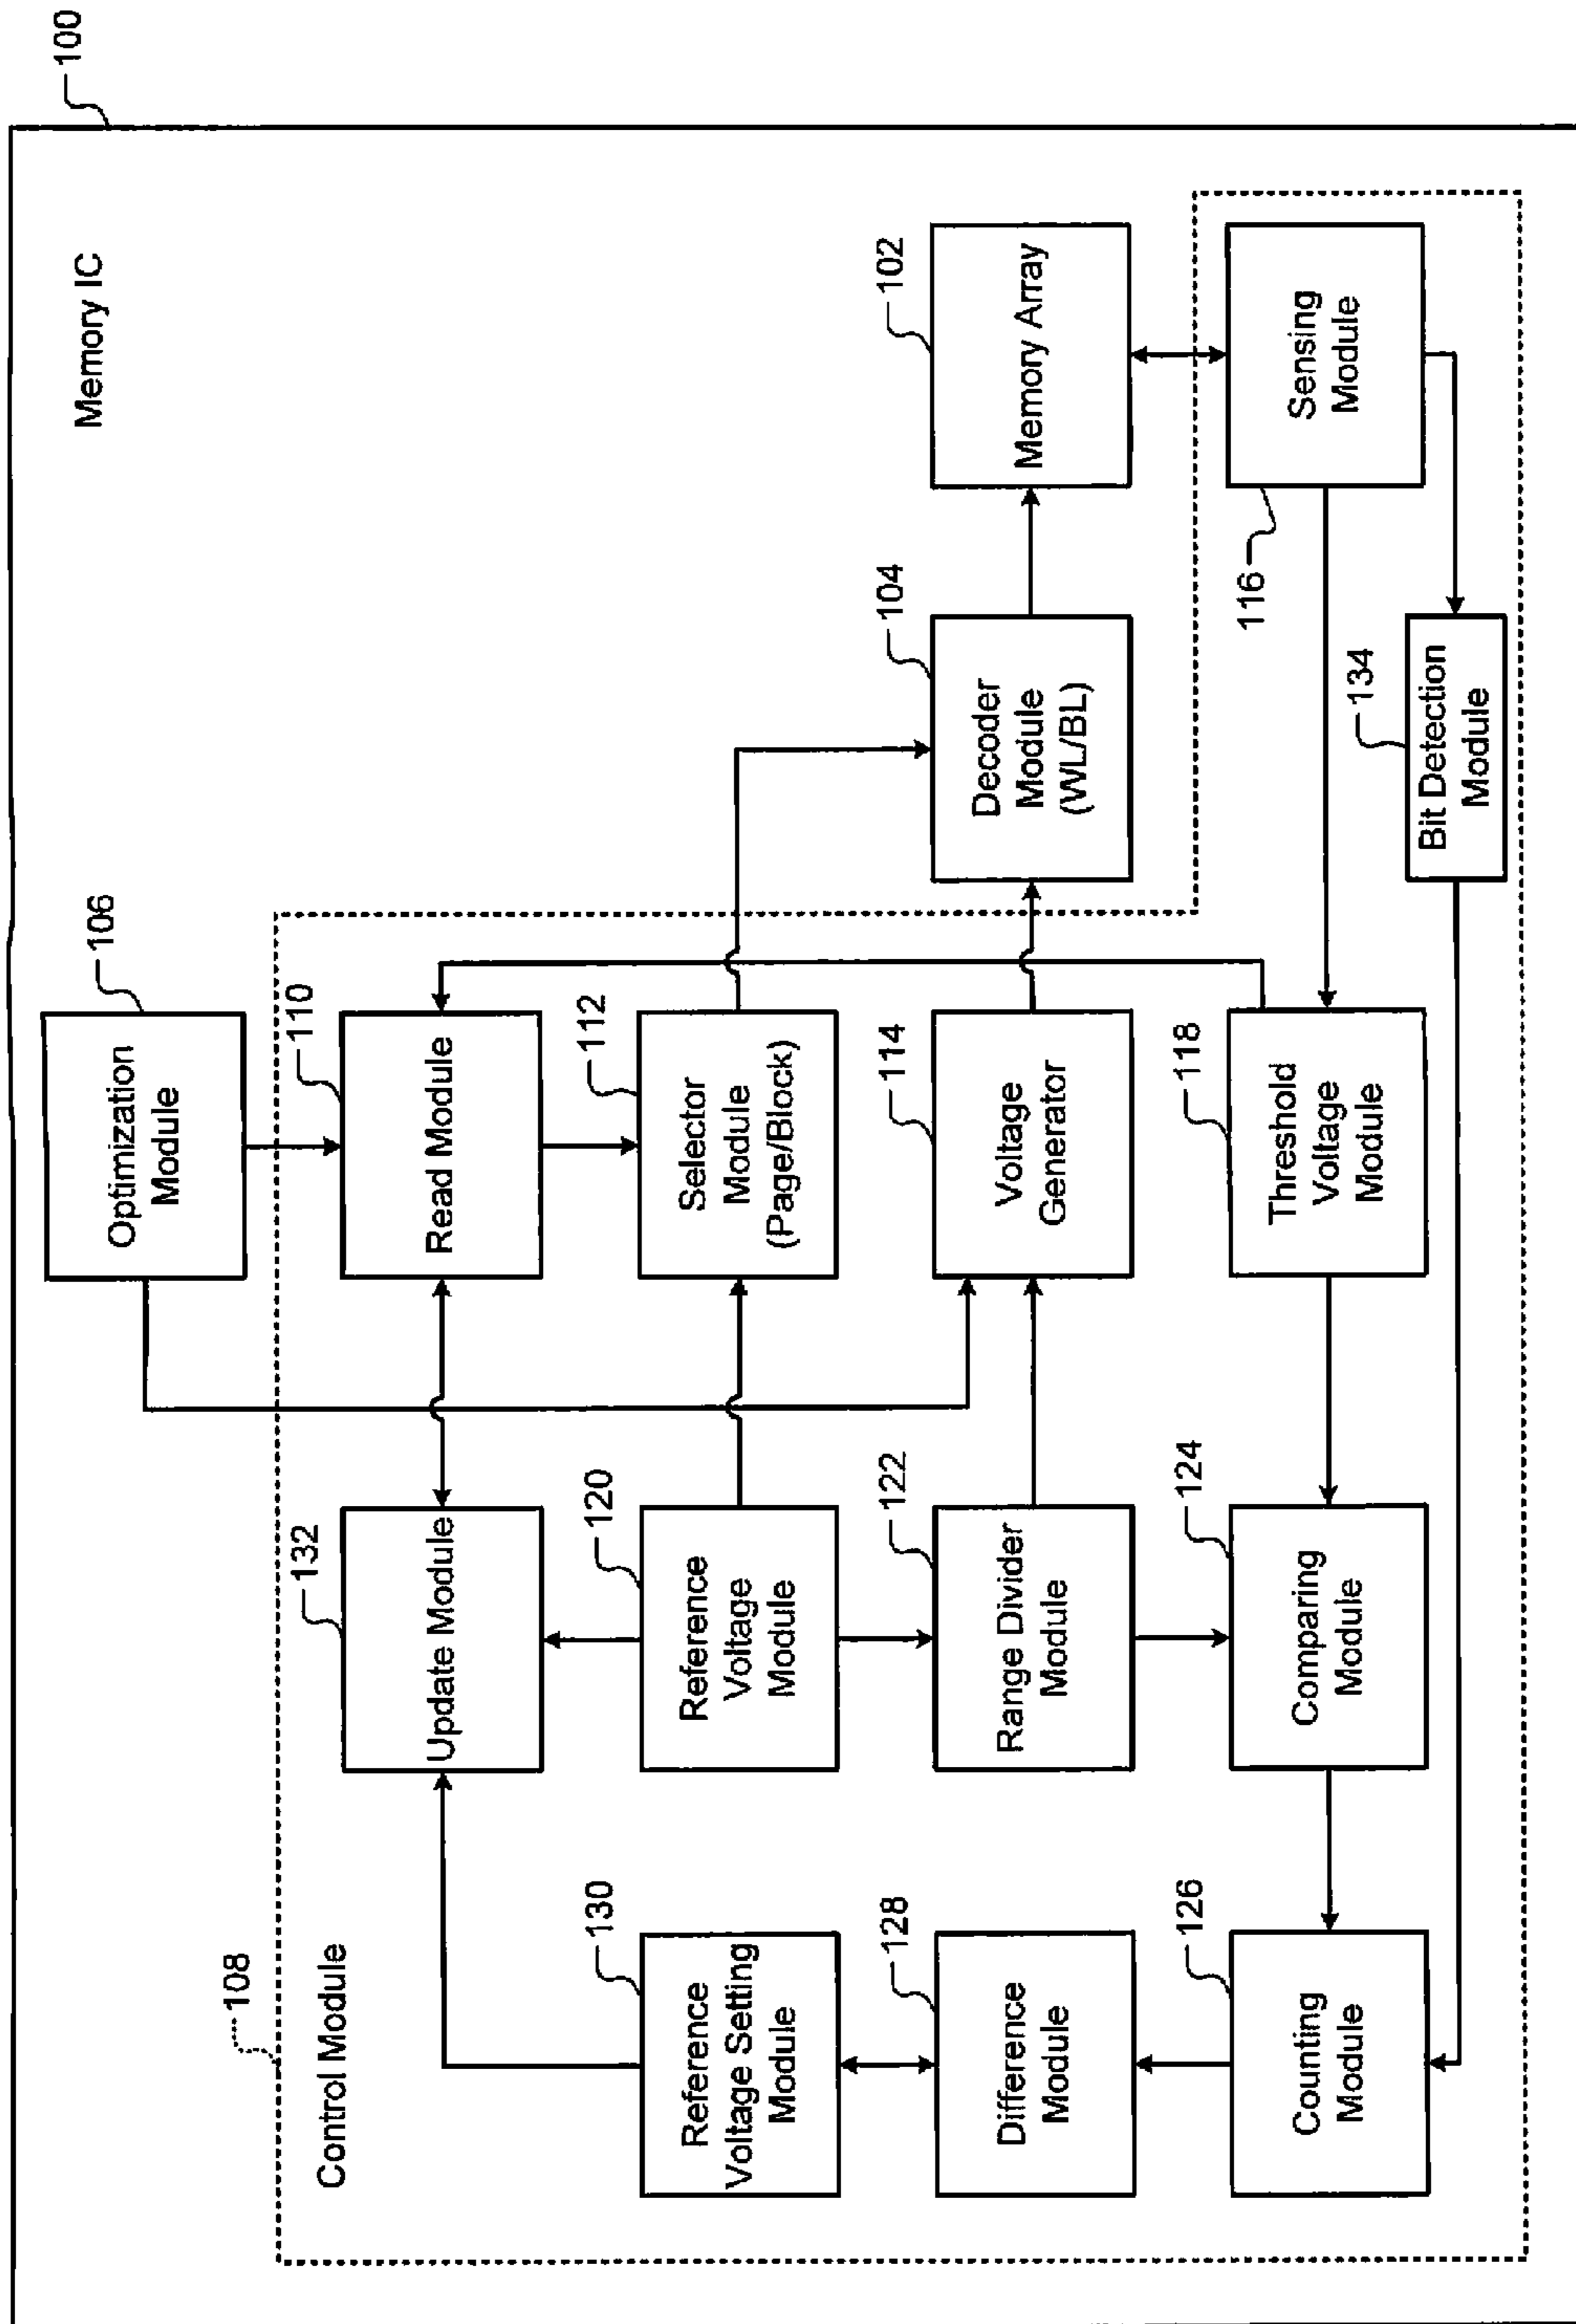 100
Memory IC
106
Optimization
Module
108
Control Module
132
Update Module
110
Read Module
130
Reference
Voltage Setting
Module
120
Reference
Voltage
Module
112
Selector
Module
(Page/Block)
128
Difference
Module
122
Range Divider
Module
114
Voltage
Generator
104
Decoder
Module
(WL/BL)
102
Memory Array
126
Counting
Module
124
Comparing
Module
118
Threshold
Voltage
Module
116
Sensing
Module
134
Bit Detection
Module